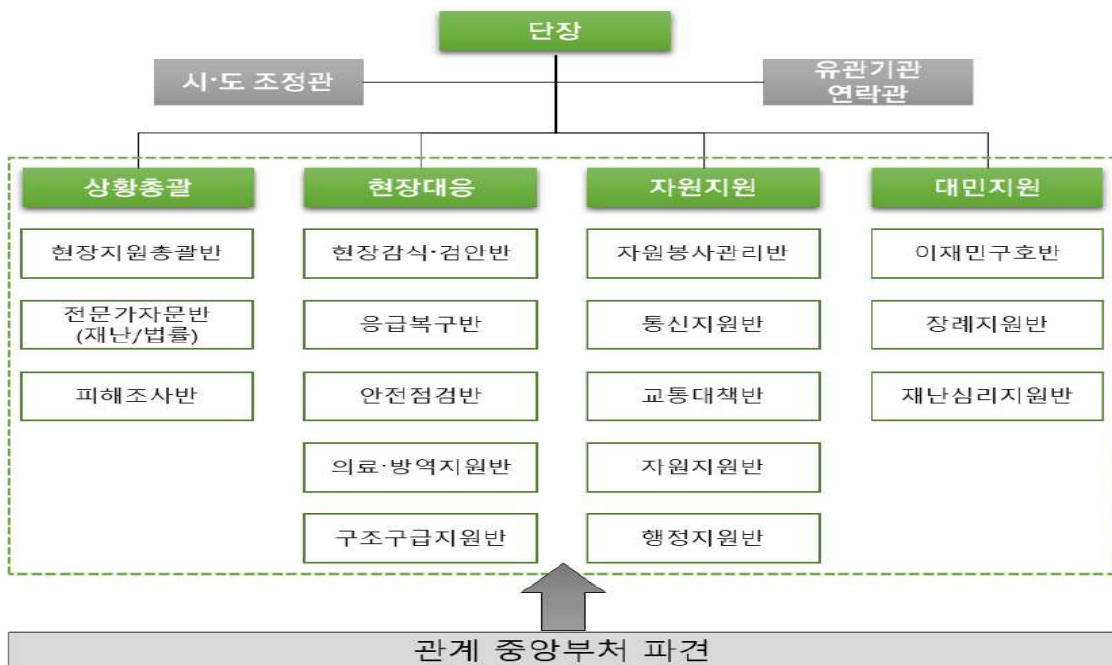 단장
시·도 조정관
유관기관
연락관
상황총괄
현장지원총괄반
전문가자문반
(재난/법률)
피해조사반
현장대응
현장감식·검안반
응급복구반
안전점검반
의료·방역지원반
구조구급지원반
자원지원
자원봉사관리반
통신지원반
교통대책반
자원지원반
행정지원반
대민지원
이재민구호반
장례지원반
재난심리지원반
관계 중앙부처 파견